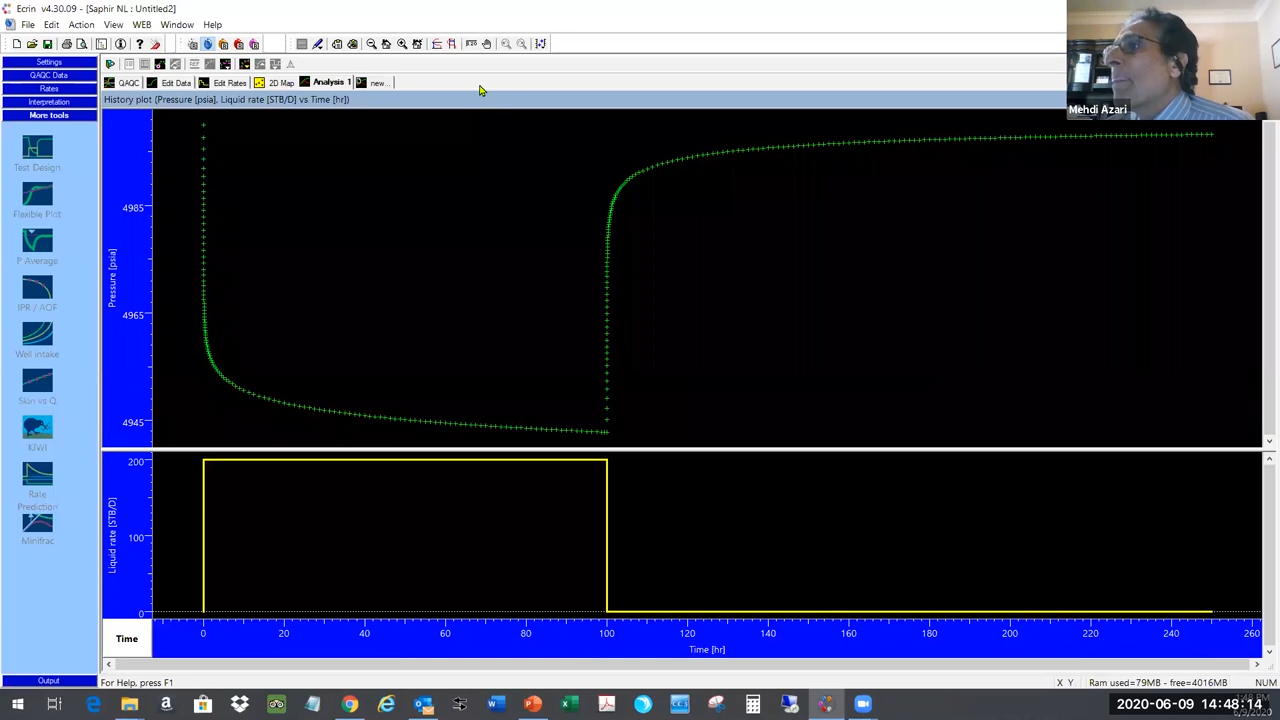 Ecrin v4.30.09 - [Saphir NL : Untitled2]
File Edit Action View WEB Window Help
Settings
QAQC Data
Rates
Interpretation
More tools
Test Design
Flexible Plot
P Average
IPR / AOF
Well intake
Skin vs Q
KIWI
Rate
Prediction
Minifrac
Output
QAQC Edit Data Edit Rates 2D Map Analysis 1 new...
History plot (Pressure [psia], Liquid rate [STB/D] vs Time [hr])
Mehdi Azari
4985
4965
4945
Pressure [psia]
200
100
0
Liquid rate [STB/D]
Time
0 20 40 60 80 100 120 140 160 180 200 220 240 260
Time [hr]
For Help, press F1
X Y Ram used=79MB - free=4016MB NUM
2020-06-09 14:48:14